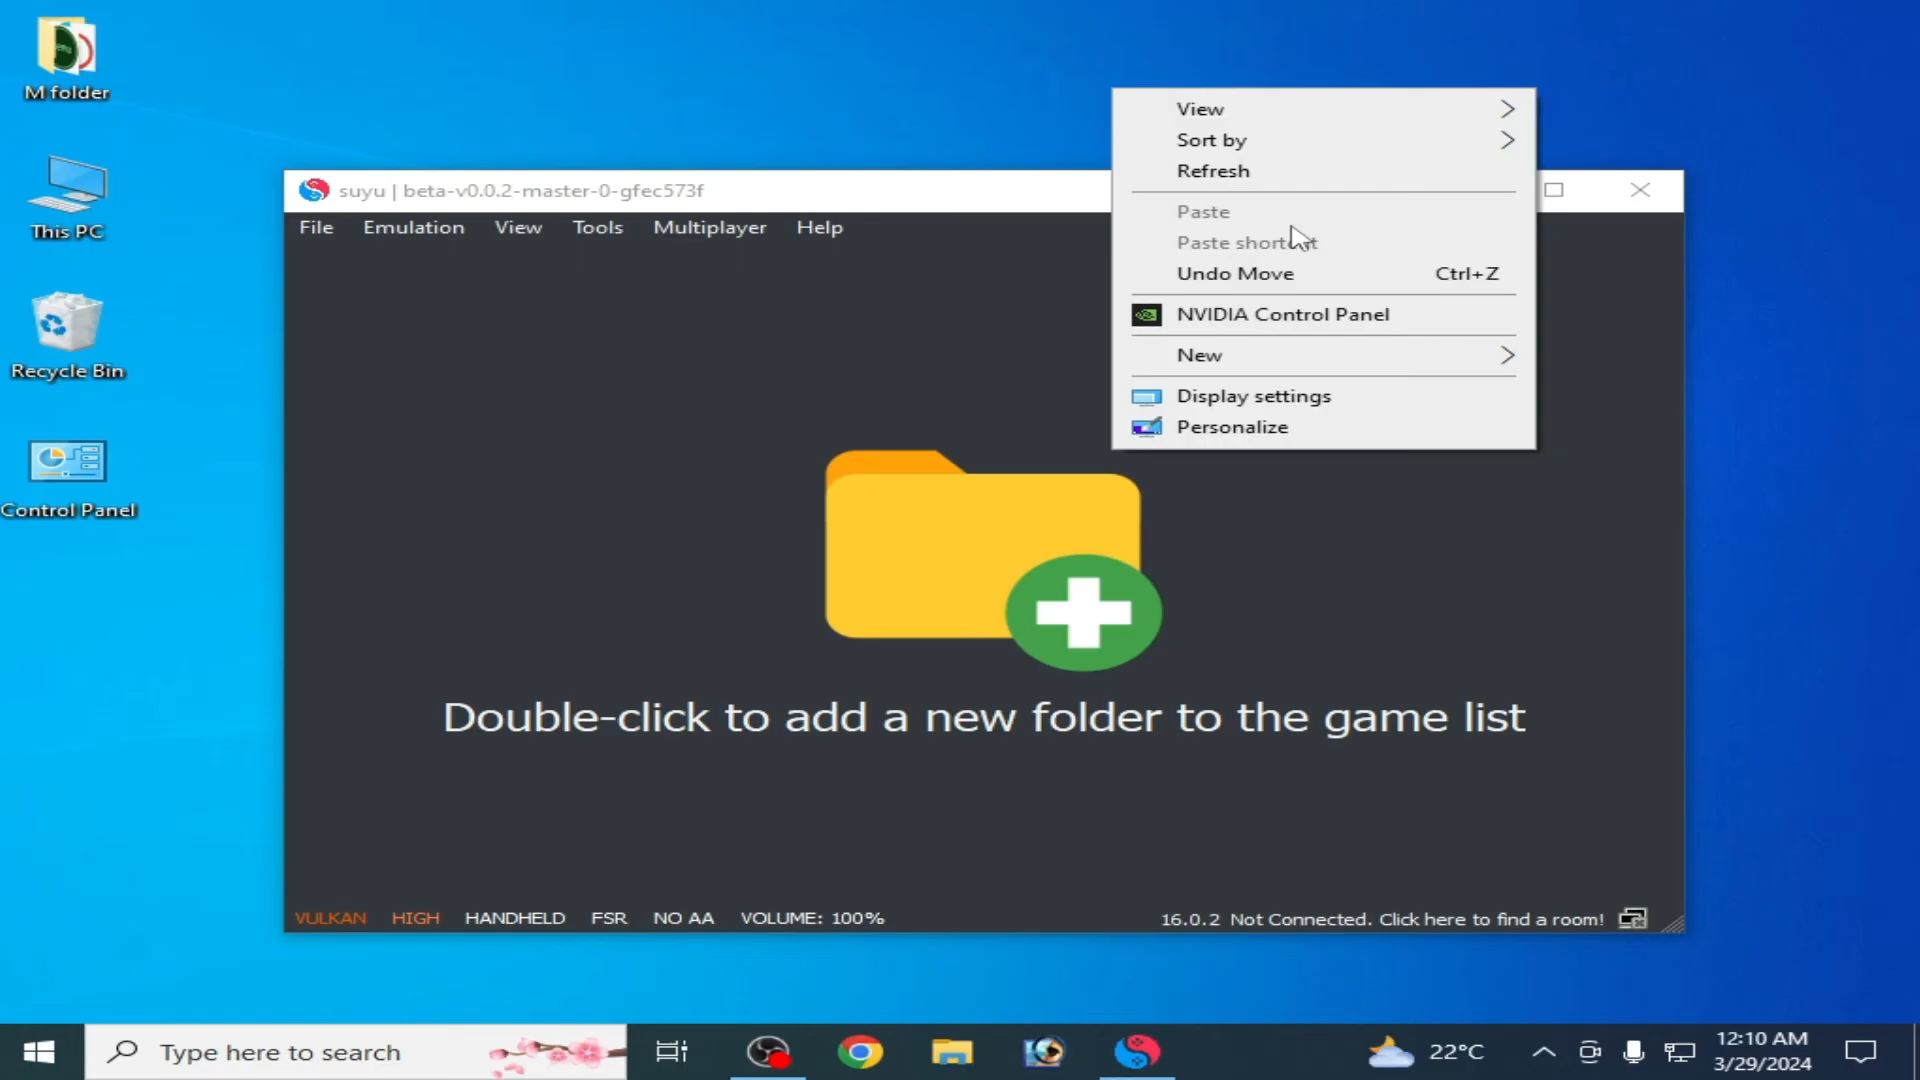 M folder
This PC
Recycle Bin
Control Panel
suyu | beta-v0.0.2-master-0-gfec573f
File Emulation View Tools Multiplayer Help
View
Sort by
Refresh
Paste
Paste shortcut
Undo Move Ctrl+Z
NVIDIA Control Panel
New
Display settings
Personalize
Double-click to add a new folder to the game list
VULKAN HIGH HANDHELD FSR NO AA VOLUME: 100% 16.0.2 Not Connected. Click here to find a room!
Type here to search
22°C
12:10 AM
3/29/2024